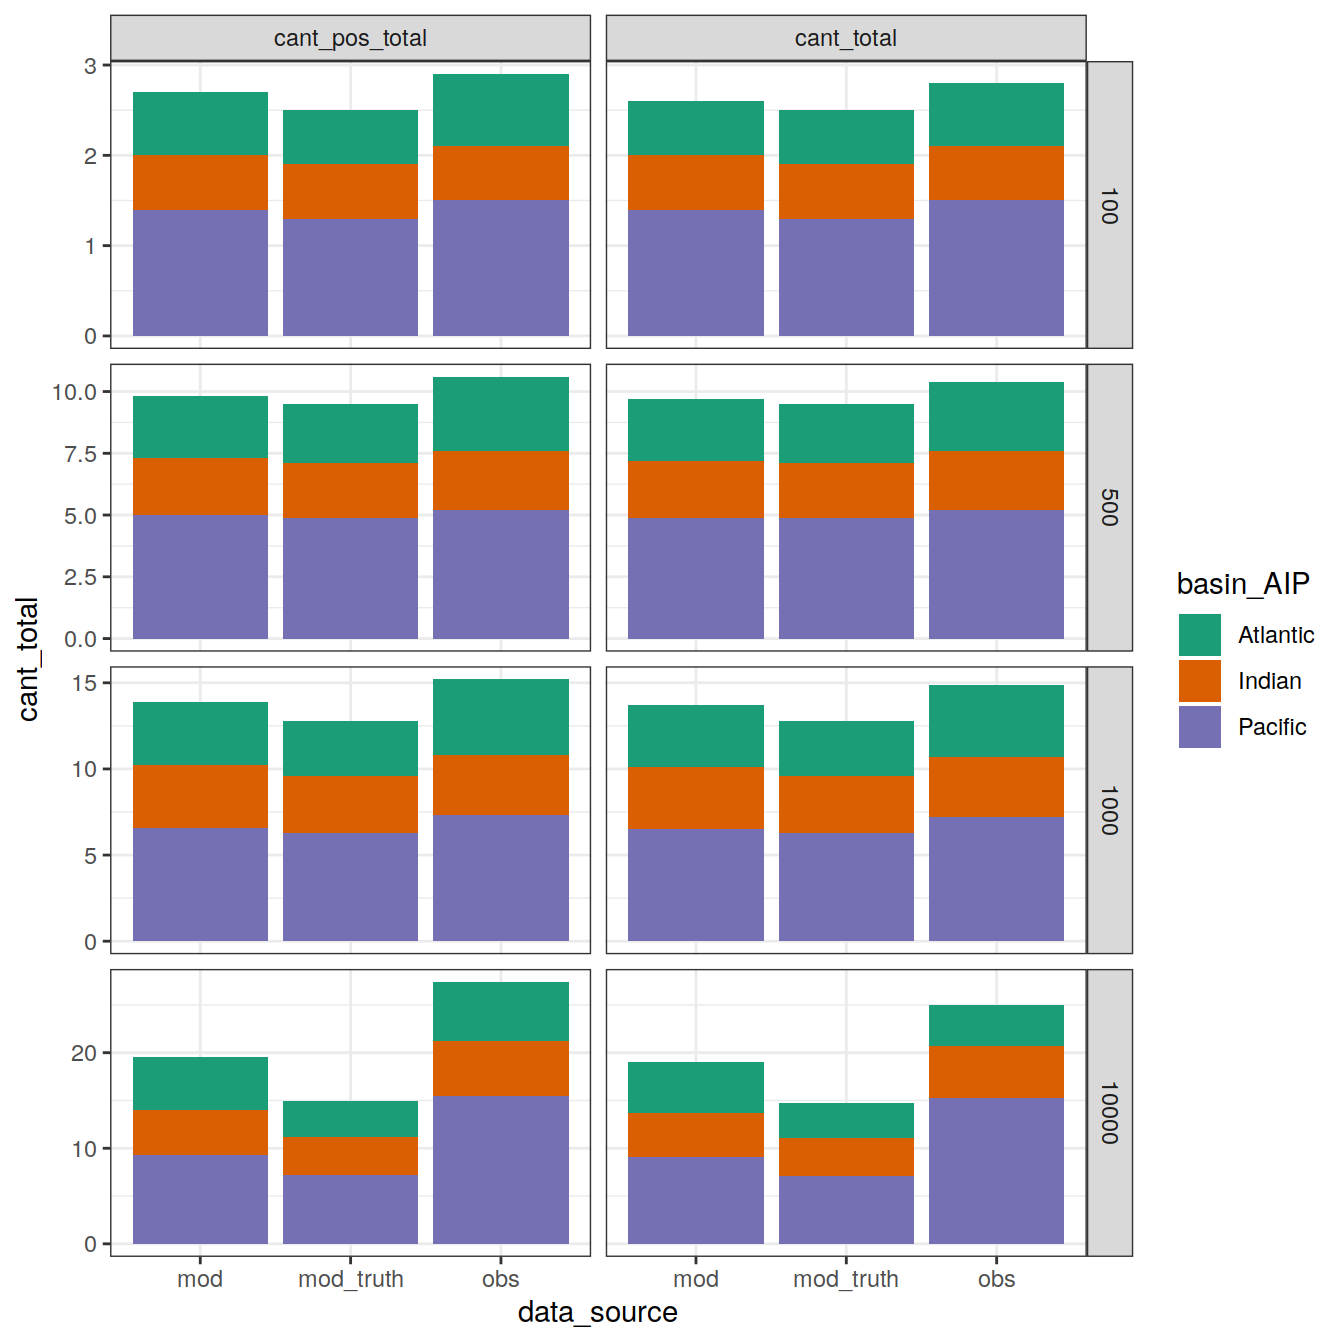 cant_pos_total
cant_total
3
2
1
0
100
10.0
7.5
5.0
2.5
0.0
500
15
10
5
0
1000
20
10
0
10000
mod
mod_truth
obs
mod
mod_truth
obs
data_source
cant_total
basin_AIP
Atlantic
Indian
Pacific